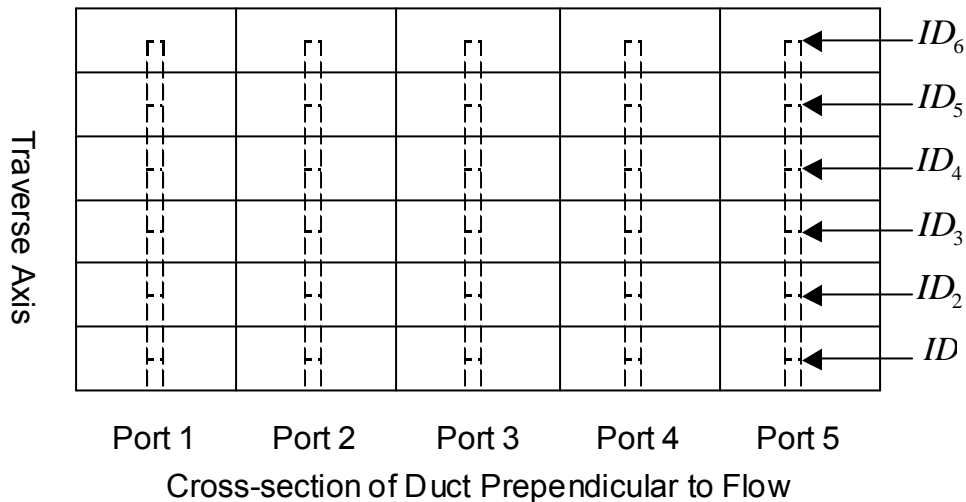 ID₆
ID₅
ID₄
ID₃
ID₂
ID
Traverse Axis
Port 1 Port 2 Port 3 Port 4 Port 5
Cross-section of Duct Prependicular to Flow